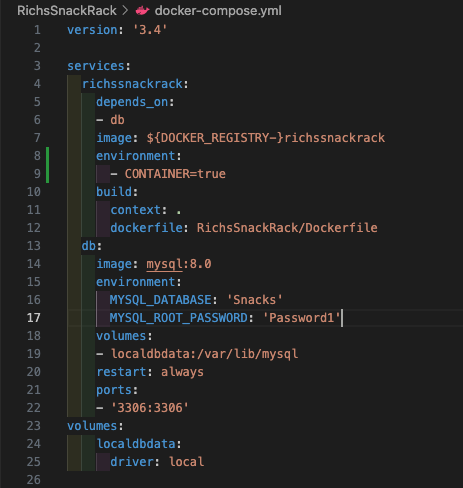 RichsSnackRack > docker-compose.yml
1 version: '3.4'
2
3 services:
4   richssnackrack:
5     depends_on:
6     - db
7     image: ${DOCKER_REGISTRY-}richssnackrack
8     environment:
9       - CONTAINER=true
10     build:
11       context: .
12       dockerfile: RichsSnackRack/Dockerfile
13   db:
14     image: mysql:8.0
15     environment:
16       MYSQL_DATABASE: 'Snacks'
17       MYSQL_ROOT_PASSWORD: 'Password1'
18     volumes:
19     - localdbdata:/var/lib/mysql
20     restart: always
21     ports:
22     - '3306:3306'
23 volumes:
24     localdbdata:
25       driver: local
26